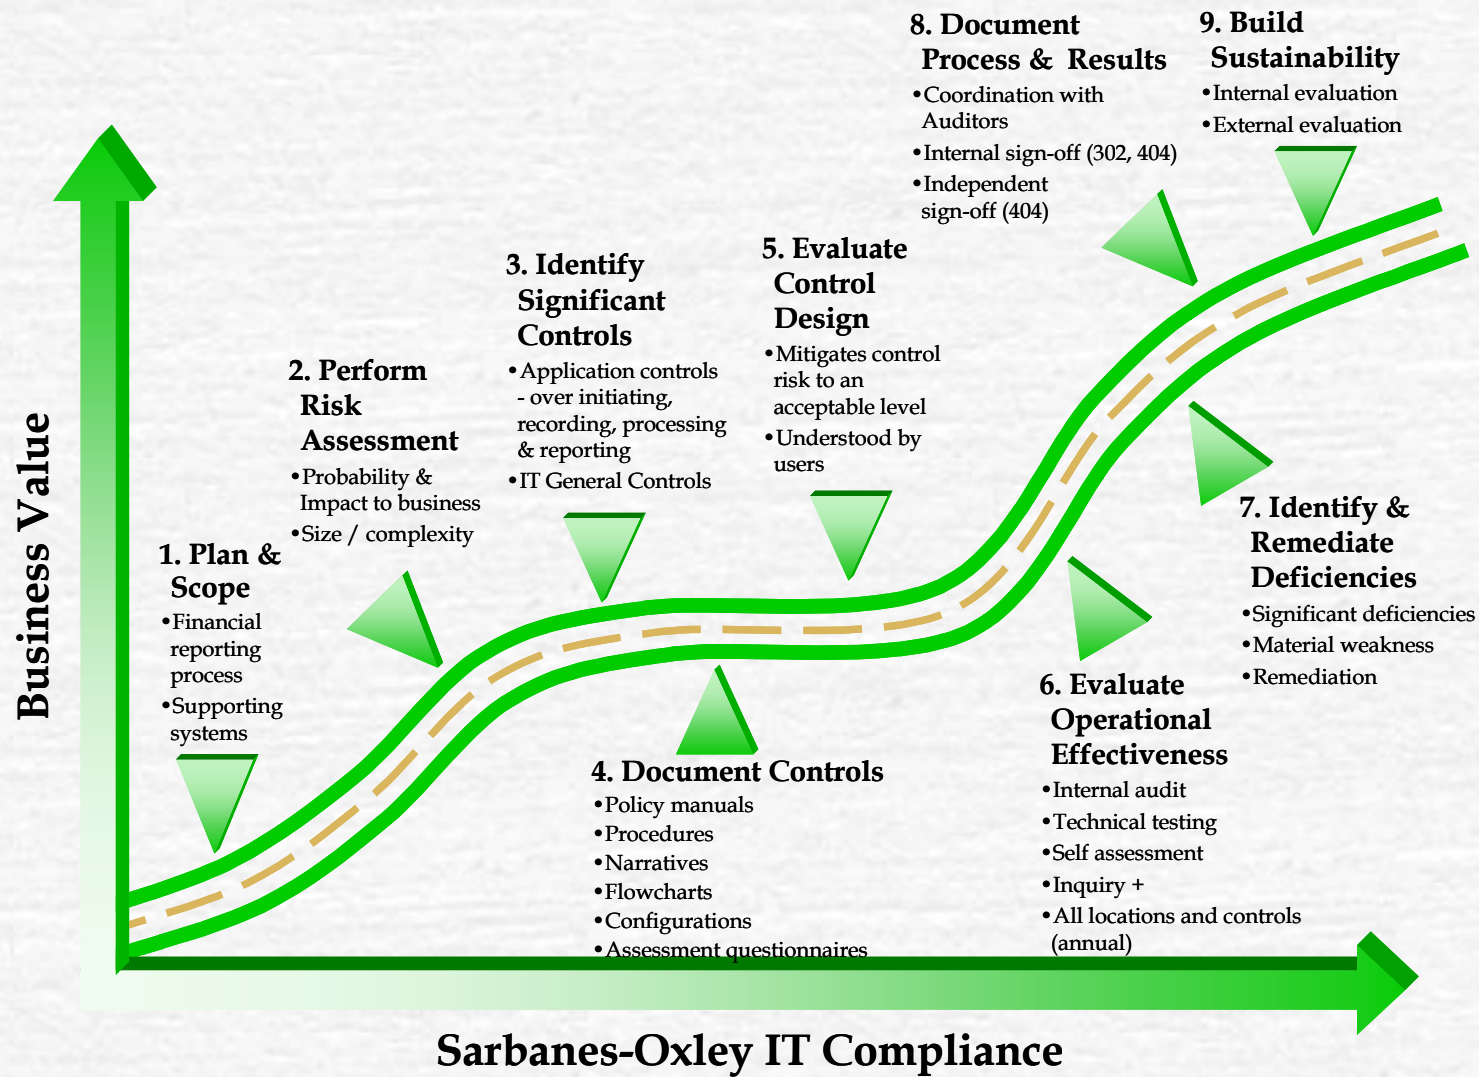 8. Document
Process & Results
•Coordination with
Auditors
•Internal sign-off (302, 404)
•Independent
sign-off (404)
9. Build
Sustainability
•Internal evaluation
•External evaluation
5. Evaluate
Control
Design
•Mitigates control
risk to an
acceptable level
•Understood by
users
3. Identify
Significant
Controls
•Application controls
- over initiating,
recording, processing
& reporting
•IT General Controls
2. Perform
Risk
Assessment
•Probability &
Impact to business
•Size / complexity
1. Plan &
Scope
•Financial
reporting
process
•Supporting
systems
Business Value
7. Identify &
Remediate
Deficiencies
•Significant deficiencies
•Material weakness
•Remediation
6. Evaluate
Operational
Effectiveness
•Internal audit
•Technical testing
•Self assessment
•Inquiry +
•All locations and controls
(annual)
4. Document Controls
•Policy manuals
•Procedures
•Narratives
•Flowcharts
•Configurations
•Assessment questionnaires
Sarbanes-Oxley IT Compliance